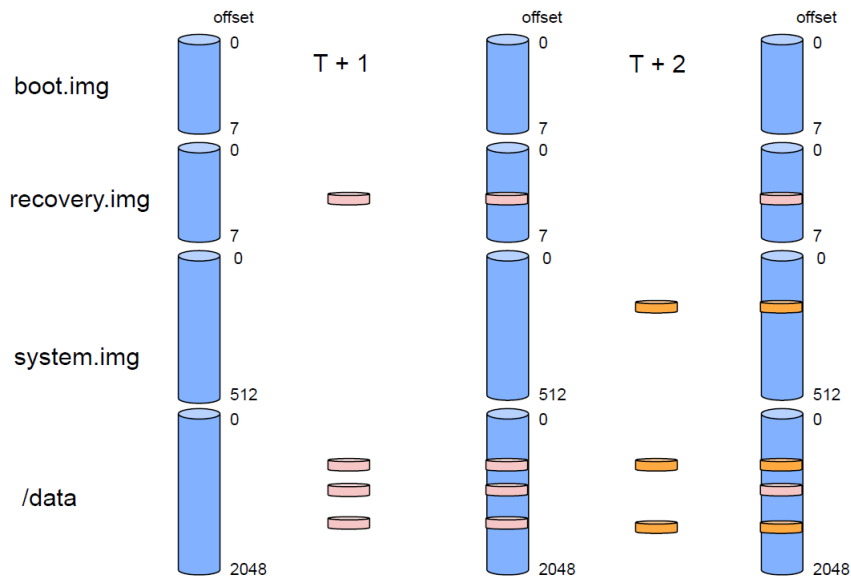 offset offset offset
0 0 0
T + 1 T + 2
boot.img
7 7 7
0 0 0
recovery.img
7 7 7
0 0 0
system.img
512 512 512
0 0 0
/data
2048 2048 2048